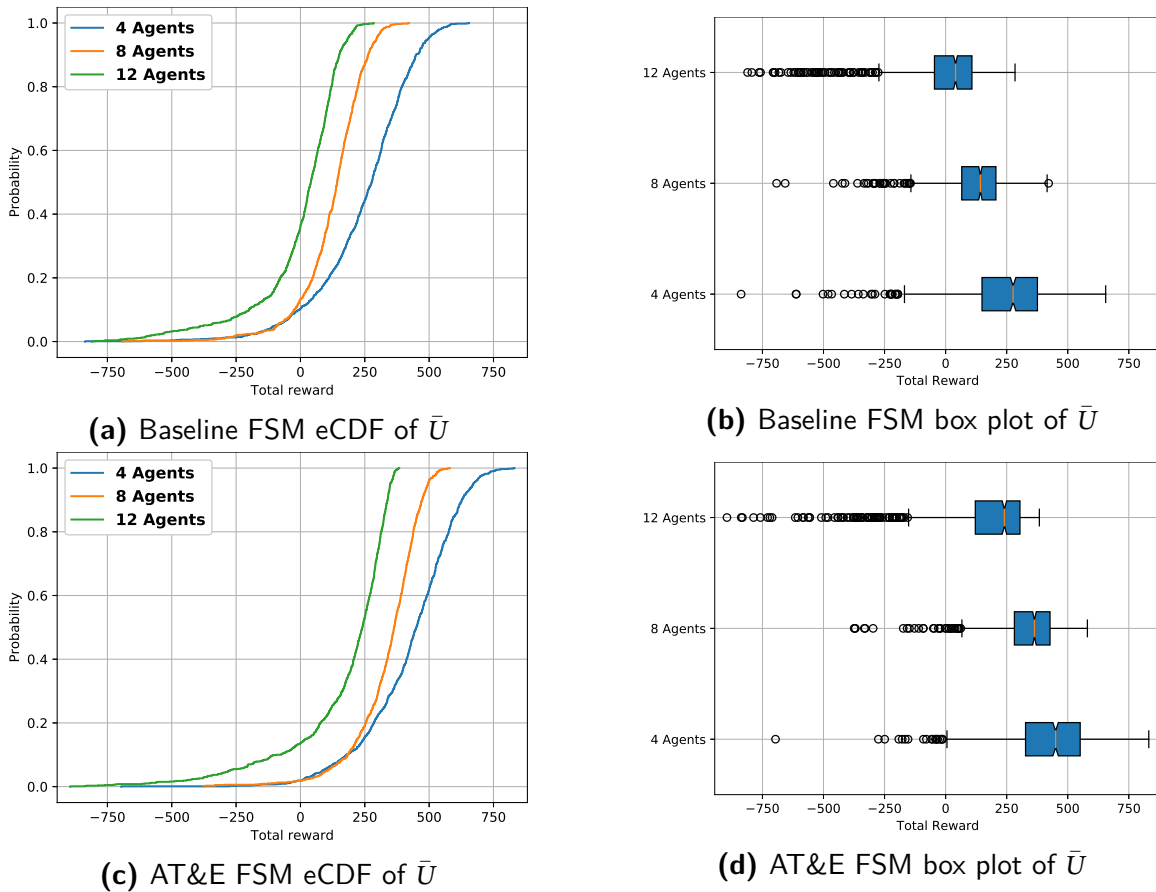 1.0
0.8
0.6
0.4
0.2
0.0
Probability
4 Agents
8 Agents
12 Agents
−750 −500 −250 0 250 500 750
Total reward
(a) Baseline FSM eCDF of Ū
12 Agents
8 Agents
4 Agents
−750 −500 −250 0 250 500 750
Total Reward
(b) Baseline FSM box plot of Ū
1.0
0.8
0.6
0.4
0.2
0.0
Probability
4 Agents
8 Agents
12 Agents
−750 −500 −250 0 250 500 750
Total reward
(c) AT&E FSM eCDF of Ū
12 Agents
8 Agents
4 Agents
−750 −500 −250 0 250 500 750
Total Reward
(d) AT&E FSM box plot of Ū